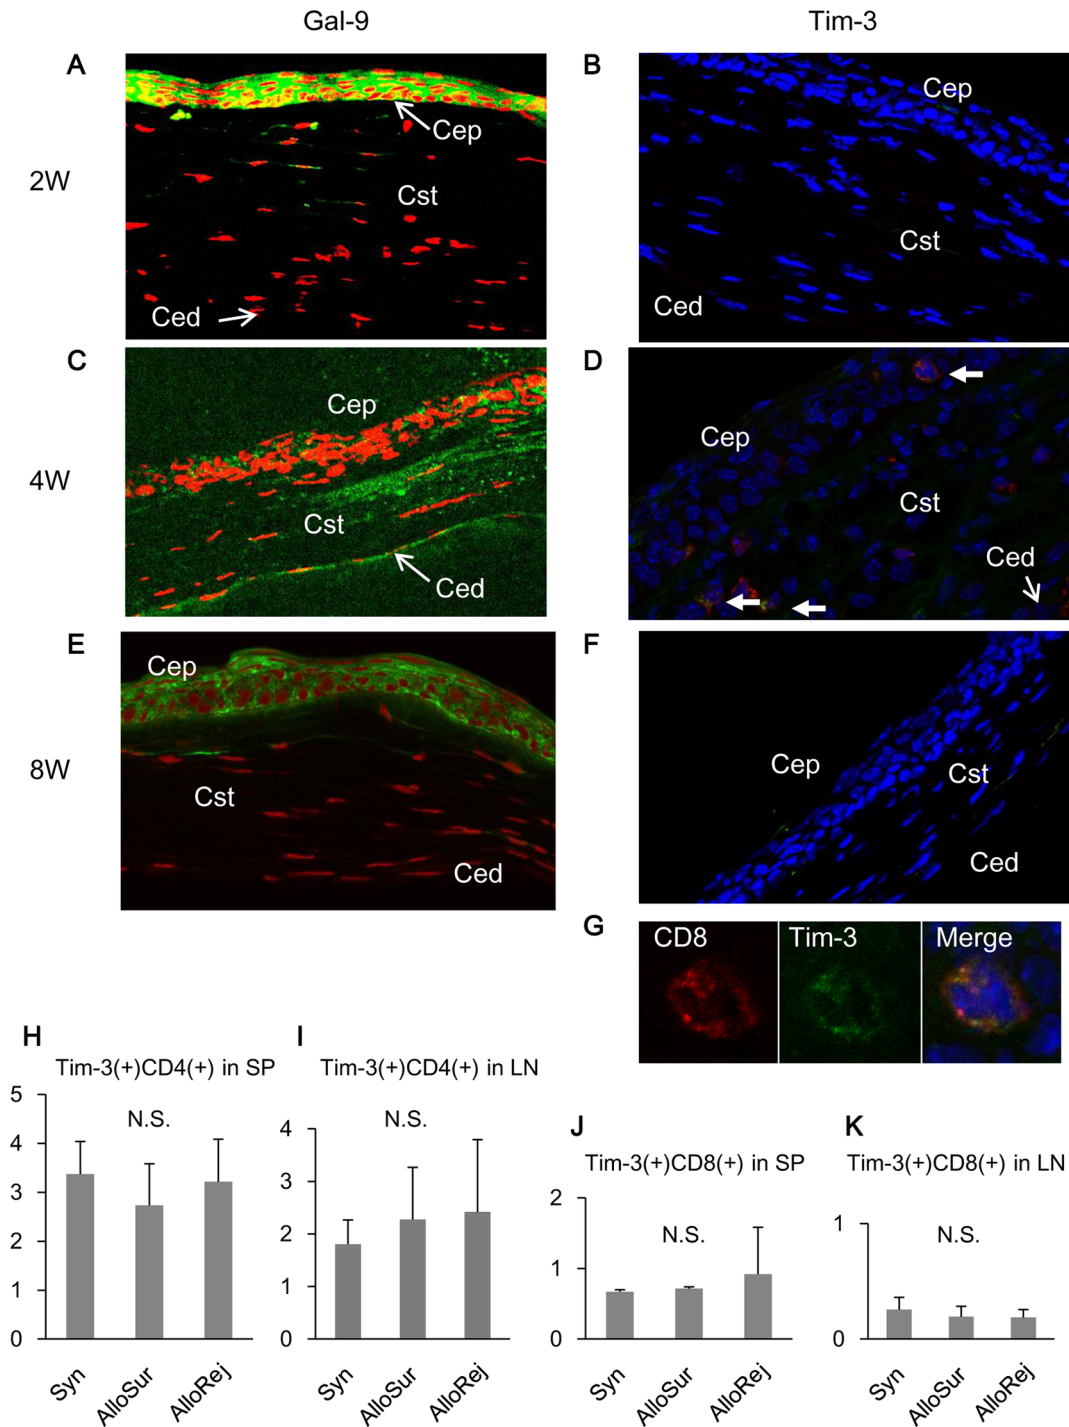 Gal-9
Tim-3
A
B
2W
Cep
Cst
Ced
Cep
Cst
Ced
C
D
4W
Cep
Cst
Ced
Cep
Cst
Ced
E
F
8W
Cep
Cst
Ced
Cep
Cst
Ced
G
CD8
Tim-3
Merge
H
Tim-3(+)CD4(+) in SP
N.S.
5
4
3
2
1
0
Syn
AlloSur
AlloRej
I
Tim-3(+)CD4(+) in LN
N.S.
4
3
2
1
0
Syn
AlloSur
AlloRej
J
Tim-3(+)CD8(+) in SP
N.S.
2
1
0
Syn
AlloSur
AlloRej
K
Tim-3(+)CD8(+) in LN
N.S.
1
0
Syn
AlloSur
AlloRej